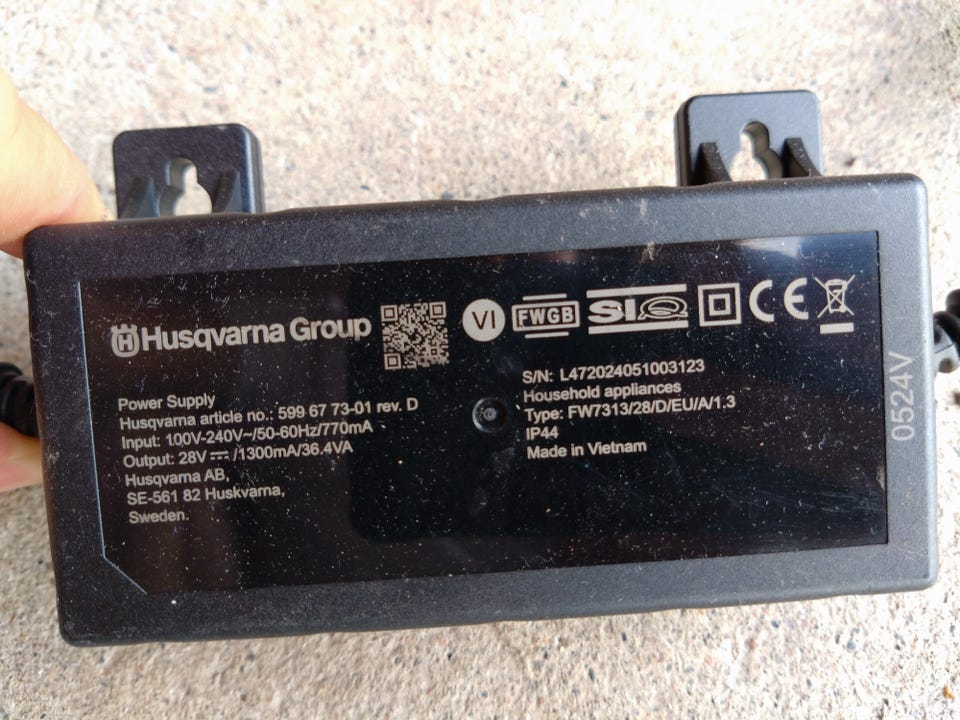 Husqvarna Group
VI
FWGB
SIQ
CE
Power Supply
Husqvarna article no.: 599 67 73-01 rev. D
Input: 100V-240V~/50-60Hz/770mA
Output: 28V⎓/1300mA/36.4VA
Husqvarna AB,
SE-561 82 Huskvarna,
Sweden.
S/N: L472024051003123
Household appliances
Type: FW7313/28/D/EU/A/1.3
IP44
Made in Vietnam
0524V